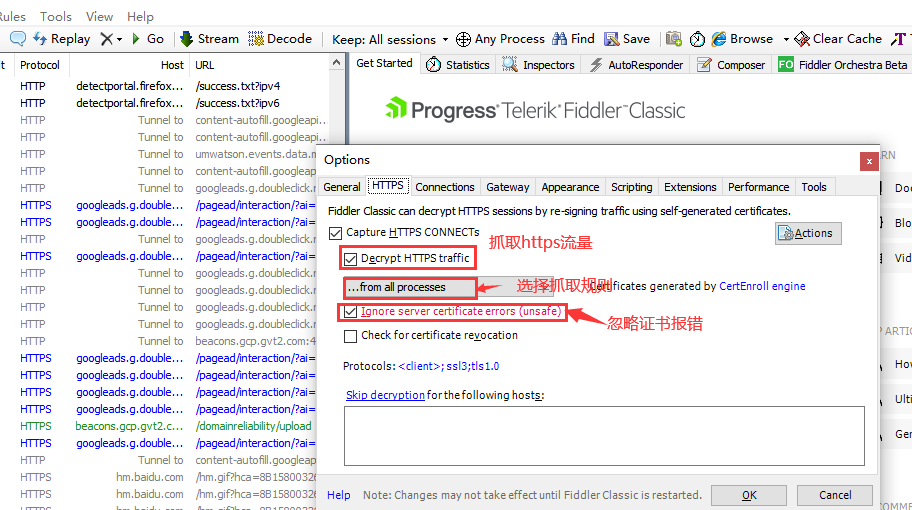 Rules Tools View Help
Replay Go Stream Decode Keep: All sessions Any Process Find Save Browse Clear Cache T
t Protocol Host URL
Get Started Statistics Inspectors AutoResponder Composer FO Fiddler Orchestra Beta
HTTP detectportal.firefox... /success.txt?ipv4
HTTP detectportal.firefox... /success.txt?ipv6
HTTP Tunnel to content-autofill.googleapi...
HTTP Tunnel to content-autofill.googleapi...
HTTP Tunnel to umwatson.events.data.m
HTTP Tunnel to content-autofill.googleap
HTTP Tunnel to googleads.g.doubleclick.n
HTTPS googleads.g.double... /pagead/interaction/?ai=
HTTPS googleads.g.double... /pagead/interaction/?ai=
HTTP Tunnel to googleads.g.doubleclick.n
HTTP Tunnel to googleads.g.doubleclick.n
HTTPS googleads.g.double... /pagead/interaction/?ai=
HTTP Tunnel to googleads.g.doubleclick.n
HTTPS googleads.g.double... /pagead/interaction/?ai=
HTTP Tunnel to content-autofill.googleap
HTTP Tunnel to beacons.gcp.gvt2.com:4
HTTPS googleads.g.double... /pagead/interaction/?ai=
HTTPS googleads.g.double... /pagead/interaction/?ai=
HTTPS googleads.g.double... /pagead/interaction/?ai=
HTTPS googleads.g.double... /pagead/interaction/?ai=
HTTPS beacons.gcp.gvt2.c... /domainreliability/upload
HTTPS googleads.g.double... /pagead/interaction/?ai=
HTTP Tunnel to content-autofill.googleap
HTTPS hm.baidu.com /hm.gif?hca=8B1580032
HTTPS hm.baidu.com /hm.gif?hca=8B1580032
Progress Telerik Fiddler Classic
Options x
General HTTPS Connections Gateway Appearance Scripting Extensions Performance Tools
Fiddler Classic can decrypt HTTPS sessions by re-signing traffic using self-generated certificates.
Capture HTTPS CONNECTs
抓取https流量
Actions
Decrypt HTTPS traffic
...from all processes
选择抓取规则
Certificates generated by CertEnroll engine
Ignore server certificate errors (unsafe)
忽略证书报错
Check for certificate revocation
Protocols: <client>;ssl3;tls1.0
Skip decryption for the following hosts:
Help Note: Changes may not take effect until Fiddler Classic is restarted. OK Cancel
RN
Doc
Blo
Vid
P ARTIC
How
Ulti
Gen
COMM